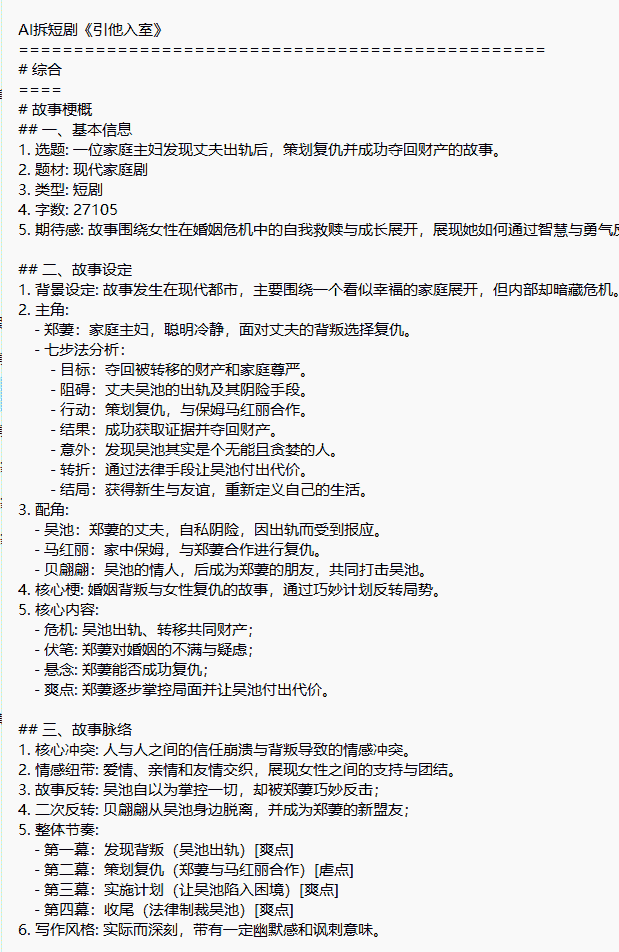 AI拆短剧《引他入室》
================================================
# 综合
====
# 故事梗概
## 一、基本信息
1. 选题: 一位家庭主妇发现丈夫出轨后，策划复仇并成功夺回财产的故事。
2. 题材: 现代家庭剧
3. 类型: 短剧
4. 字数: 27105
5. 期待感: 故事围绕女性在婚姻危机中的自我救赎与成长展开，展现她如何通过智慧与勇气
## 二、故事设定
1. 背景设定: 故事发生在现代都市，主要围绕一个看似幸福的家庭展开，但内部却暗藏危机。
2. 主角:
- 郑萋：家庭主妇，聪明冷静，面对丈夫的背叛选择复仇。
- 七步法分析：
- 目标：夺回被转移的财产和家庭尊严。
- 阻碍：丈夫吴池的出轨及其阴险手段。
- 行动：策划复仇，与保姆马红丽合作。
- 结果：成功获取证据并夺回财产。
- 意外：发现吴池其实是个无能且贪婪的人。
- 转折：通过法律手段让吴池付出代价。
- 结局：获得新生与友谊，重新定义自己的生活。
3. 配角:
- 吴池：郑萋的丈夫，自私阴险，因出轨而受到报应。
- 马红丽：家中保姆，与郑萋合作进行复仇。
- 贝翩翩：吴池的情人，后成为郑萋的朋友，共同打击吴池。
4. 核心梗: 婚姻背叛与女性复仇的故事，通过巧妙计划反转局势。
5. 核心内容:
- 危机: 吴池出轨、转移共同财产；
- 伏笔: 郑萋对婚姻的不满与疑虑；
- 悬念: 郑萋能否成功复仇；
- 爽点: 郑萋逐步掌控局面并让吴池付出代价。
## 三、故事脉络
1. 核心冲突: 人与人之间的信任崩溃与背叛导致的情感冲突。
2. 情感纽带: 爱情、亲情和友情交织，展现女性之间的支持与团结。
3. 故事反转: 吴池自以为掌控一切，却被郑萋巧妙反击；
4. 二次反转: 贝翩翩从吴池身边脱离，并成为郑萋的新盟友；
5. 整体节奏:
- 第一幕：发现背叛（吴池出轨）[爽点]
- 第二幕：策划复仇（郑萋与马红丽合作）[虐点]
- 第三幕：实施计划（让吴池陷入困境）[爽点]
- 第四幕：收尾（法律制裁吴池）[爽点]
6. 写作风格: 实际而深刻，带有一定幽默感和讽刺意味。